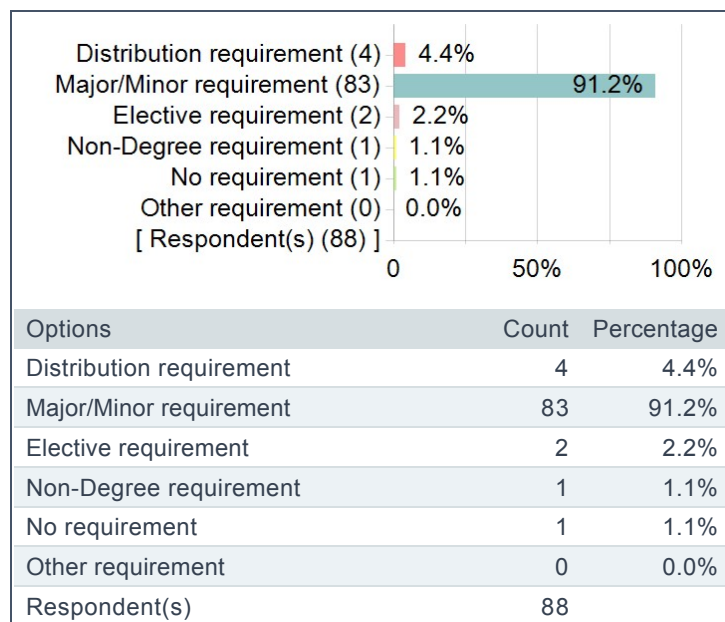 Distribution requirement (4) 4.4%
Major/Minor requirement (83) 91.2%
Elective requirement (2) 2.2%
Non-Degree requirement (1) 1.1%
No requirement (1) 1.1%
Other requirement (0) 0.0%
[ Respondent(s) (88) ]
0 50% 100%
Options Count Percentage
Distribution requirement 4 4.4%
Major/Minor requirement 83 91.2%
Elective requirement 2 2.2%
Non-Degree requirement 1 1.1%
No requirement 1 1.1%
Other requirement 0 0.0%
Respondent(s) 88